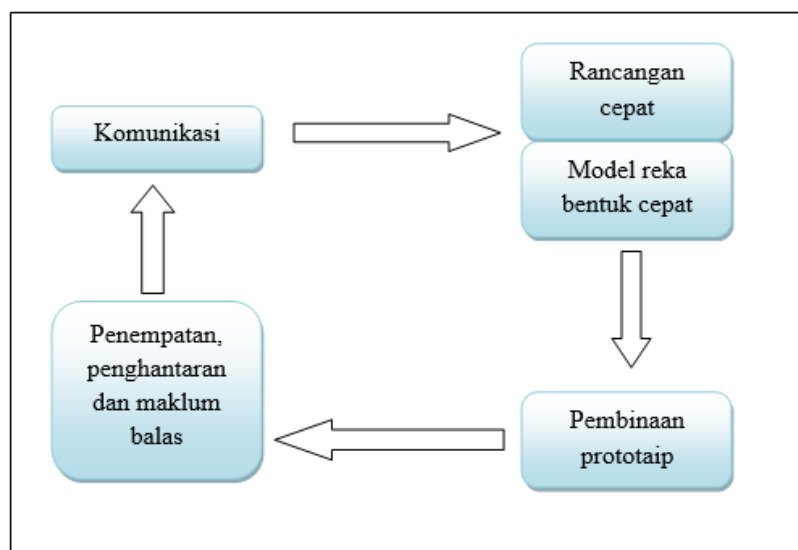 Komunikasi
Rancangan
cepat
Model reka
bentuk cepat
Pembinaan
prototaip
Penempatan,
penghantaran
dan maklum
balas